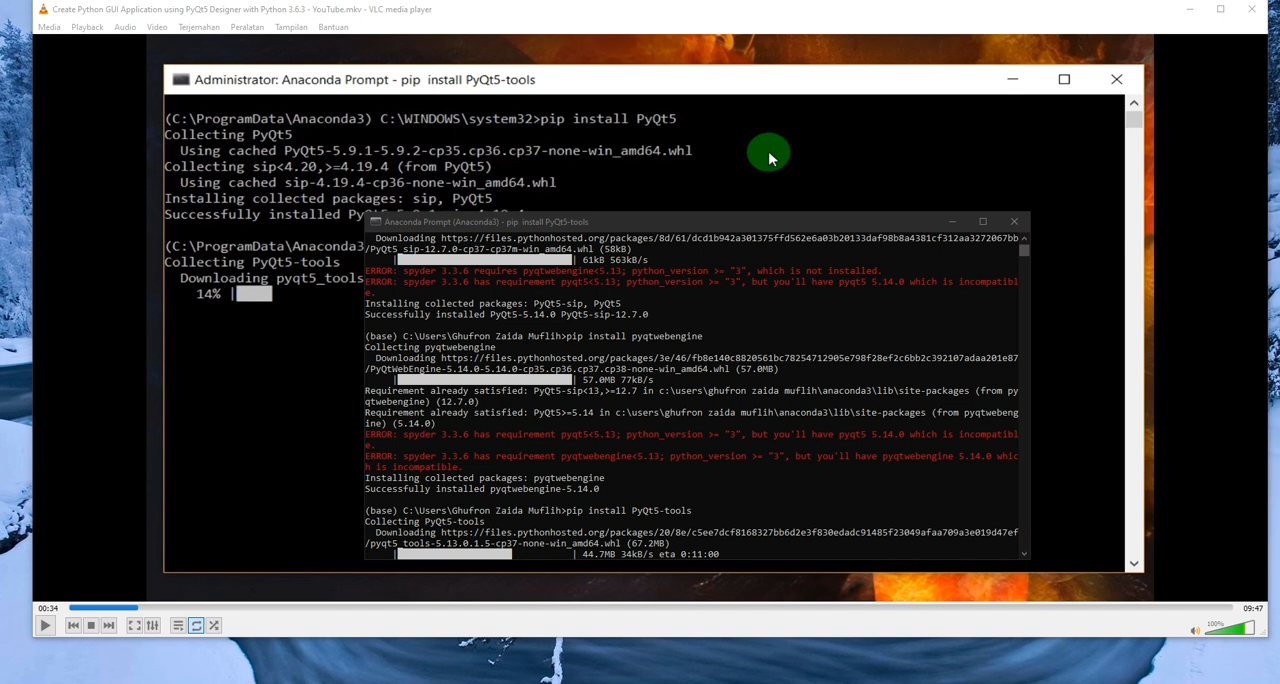 Create Python GUI Application using PyQt5 Designer with Python 3.6.3 - YouTube.mkv - VLC media player
Media Playback Audio Video Terjemahan Peralatan Tampilan Bantuan
Administrator: Anaconda Prompt - pip install PyQt5-tools
(C:\ProgramData\Anaconda3) C:\WINDOWS\system32>pip install PyQt5
Collecting PyQt5
Using cached PyQt5-5.9.1-5.9.2-cp35.cp36.cp37-none-win_amd64.whl
Collecting sip<4.20,>=4.19.4 (from PyQt5)
Using cached sip-4.19.4-cp36-none-win_amd64.whl
Installing collected packages: sip, PyQt5
Successfully installed
(C:\ProgramData\Anaconda3
Collecting PyQt5-tools
Downloading pyqt5_tools
14% |
Anaconda Prompt (Anaconda3) - pip install PyQt5-tools
Downloading https://files.pythonhosted.org/packages/8d/61/dcd1b942a301375ffd562e6a03b20133daf98b8a4381cf312aa3272067bb
/PyQt5_sip-12.7.0-cp37-cp37m-win_amd64.whl (58kB)
| | 61kB 563kB/s
ERROR: spyder 3.3.6 requires pyqtwebengine<5.13; python_version >= "3", which is not installed.
ERROR: spyder 3.3.6 has requirement pyqt5<5.13; python_version >= "3", but you'll have pyqt5 5.14.0 which is incompatibl
e.
Installing collected packages: PyQt5-sip, PyQt5
Successfully installed PyQt5-5.14.0 PyQt5-sip-12.7.0
(base) C:\Users\Ghufron Zaida Muflih>pip install pyqtwebengine
Collecting pyqtwebengine
Downloading https://files.pythonhosted.org/packages/3e/46/fb8e140c8820561bc78254712905e798f28ef2c6bb2c392107adaa201e87
/PyQtWebEngine-5.14.0-5.14.0-cp35.cp36.cp37.cp38-none-win_amd64.whl (57.0MB)
| | 57.0MB 77kB/s
Requirement already satisfied: PyQt5-sip<13,>=12.7 in c:\users\ghufron zaida muflih\anaconda3\lib\site-packages (from py
qtwebengine) (12.7.0)
Requirement already satisfied: PyQt5>=5.14 in c:\users\ghufron zaida muflih\anaconda3\lib\site-packages (from pyqtwebeng
ine) (5.14.0)
ERROR: spyder 3.3.6 has requirement pyqt5<5.13; python_version >= "3", but you'll have pyqt5 5.14.0 which is incompatibl
e.
ERROR: spyder 3.3.6 has requirement pyqtwebengine<5.13; python_version >= "3", but you'll have pyqtwebengine 5.14.0 whic
h is incompatible.
Installing collected packages: pyqtwebengine
Successfully installed pyqtwebengine-5.14.0
(base) C:\Users\Ghufron Zaida Muflih>pip install PyQt5-tools
Collecting PyQt5-tools
Downloading https://files.pythonhosted.org/packages/20/8e/c5ee7dcf8168327bb6d2e3f830edadc91485f23049afaa709a3e019d47ef
/pyqt5_tools-5.13.0.1.5-cp37-none-win_amd64.whl (67.2MB)
| | 44.7MB 34kB/s eta 0:11:00
00:34 09:47
100%